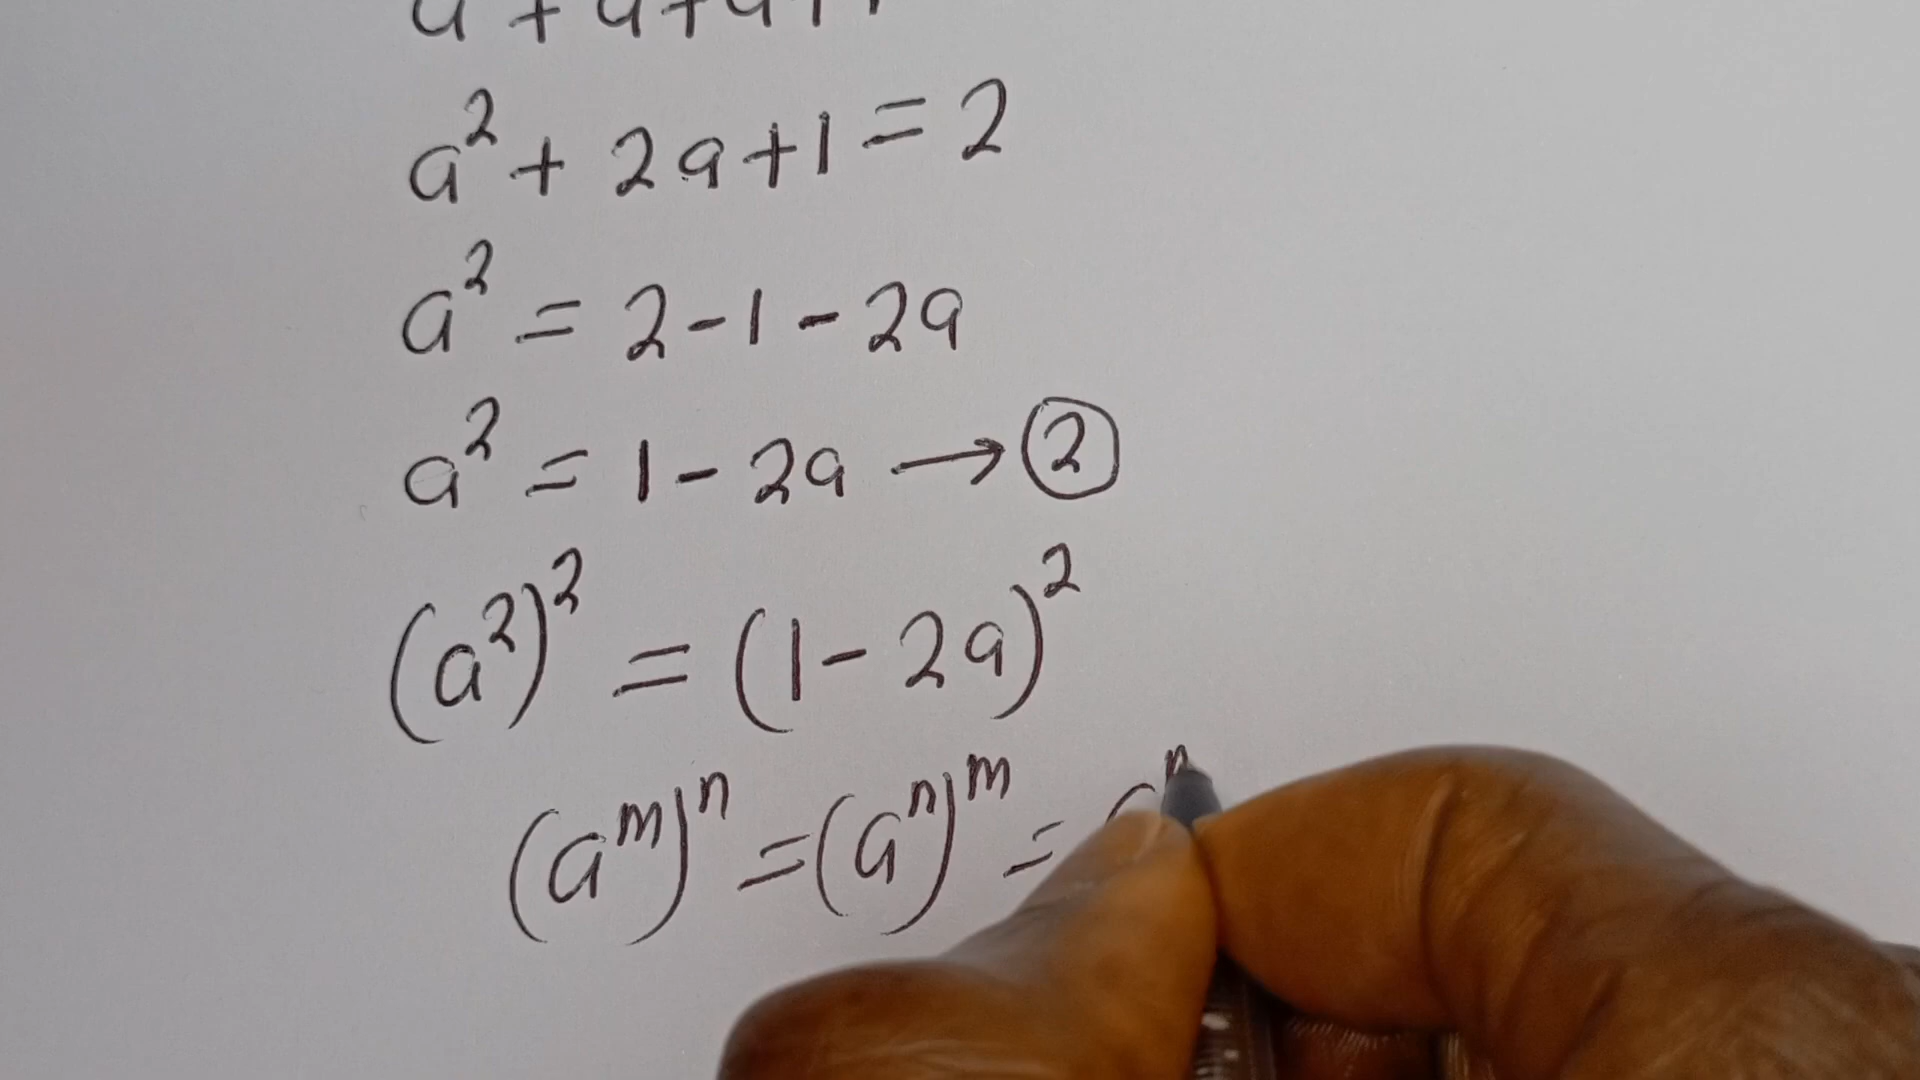 a² + 2a + 1 = 2
a² = 2 - 1 - 2a
a² = 1 - 2a → ②
(a²)² = (1 - 2a)²
(aᵐ)ⁿ = (aⁿ)ᵐ =